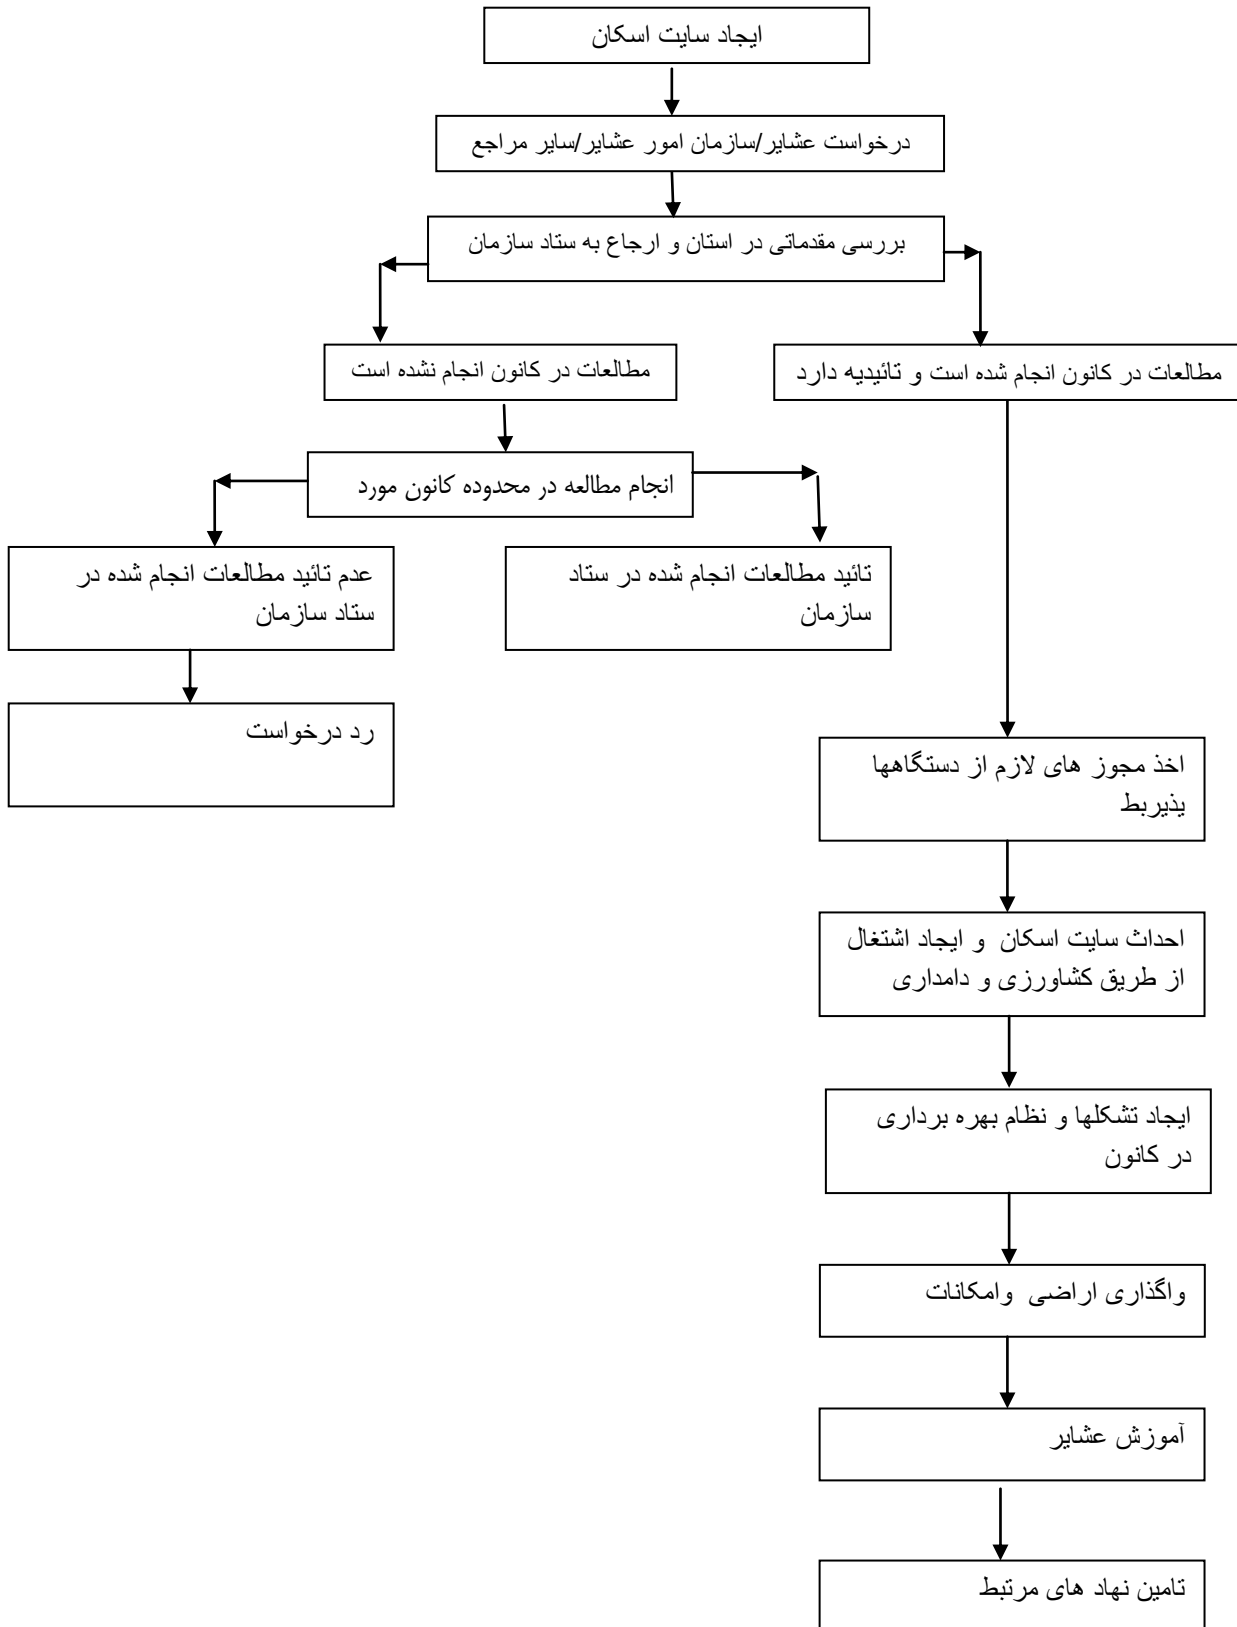 ایجاد سایت اسکان
درخواست عشایر/سازمان امور عشایر/سایر مراجع
بررسی مقدماتی در استان و ارجاع به ستاد سازمان
مطالعات در کانون انجام شده است و تائیدیه دارد
مطالعات در کانون انجام نشده است
انجام مطالعه در محدوده کانون مورد
تائید مطالعات انجام شده در ستاد
سازمان
عدم تائید مطالعات انجام شده در
ستاد سازمان
رد درخواست
اخذ مجوز های لازم از دستگاهها
یذیربط
احداث سایت اسکان و ایجاد اشتغال
از طریق کشاورزی و دامداری
ایجاد تشکلها و نظام بهره برداری
در کانون
واگذاری اراضی وامکانات
آموزش عشایر
تامین نهاد های مرتبط